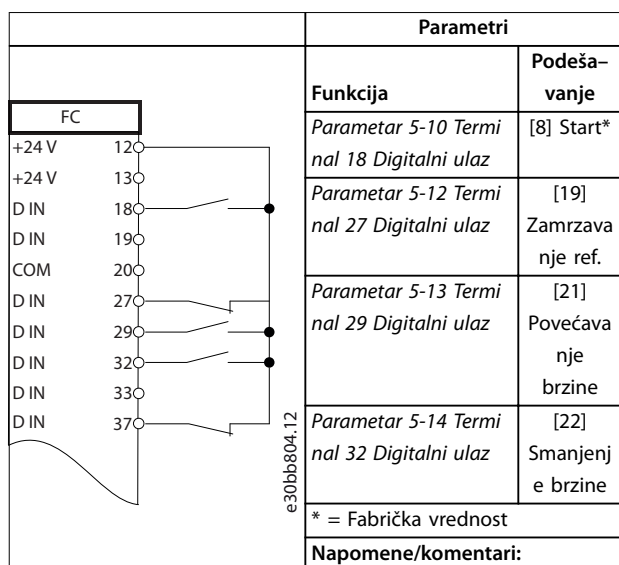 FC
+24 V 12
+24 V 13
D IN 18
D IN 19
COM 20
D IN 27
D IN 29
D IN 32
D IN 33
D IN 37
e30bb804.12
Parametri
Funkcija
Podeša–
vanje
Parametar 5-10 Termi
nal 18 Digitalni ulaz
[8] Start*
Parametar 5-12 Termi
nal 27 Digitalni ulaz
[19]
Zamrzava
nje ref.
Parametar 5-13 Termi
nal 29 Digitalni ulaz
[21]
Povećava
nje
brzine
Parametar 5-14 Termi
nal 32 Digitalni ulaz
[22]
Smanjenj
e brzine
* = Fabrička vrednost
Napomene/komentari: